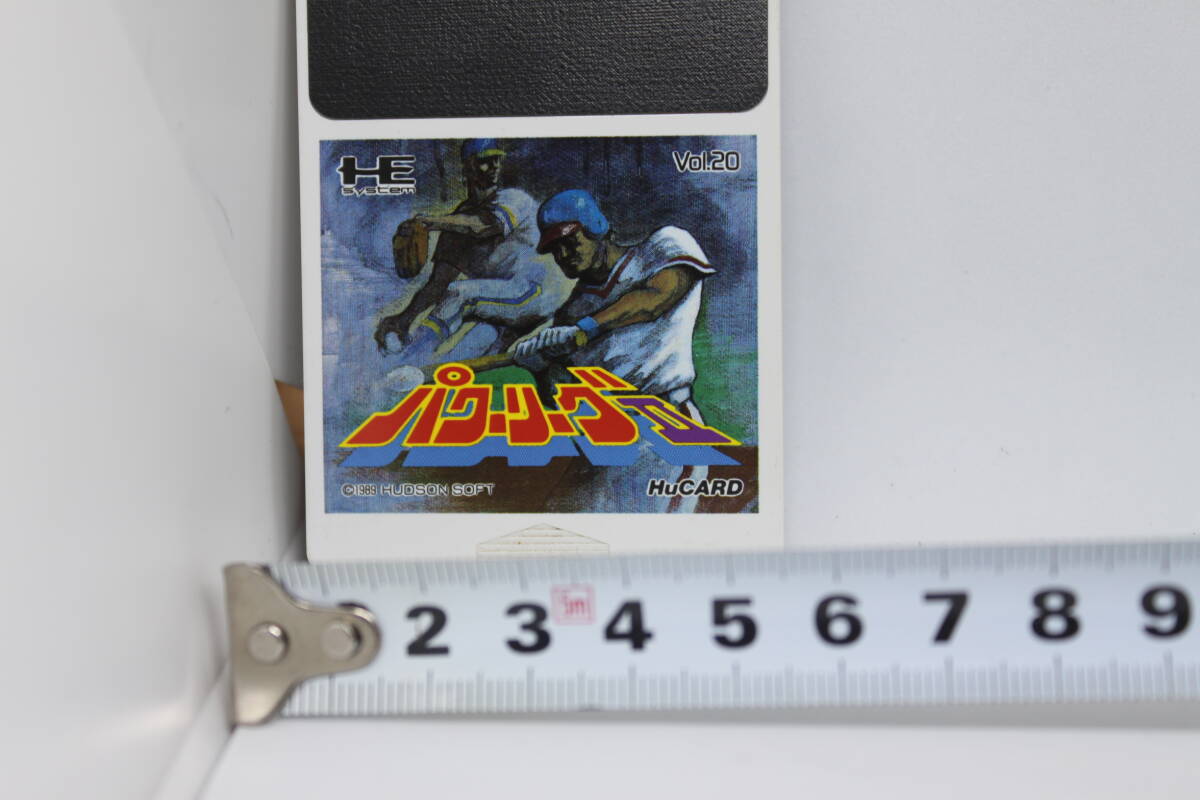 HE
system
Vol.20
パワーリーグII
©1989 HUDSON SOFT
HuCARD
2 3 5m 4 5 6 7 8 9